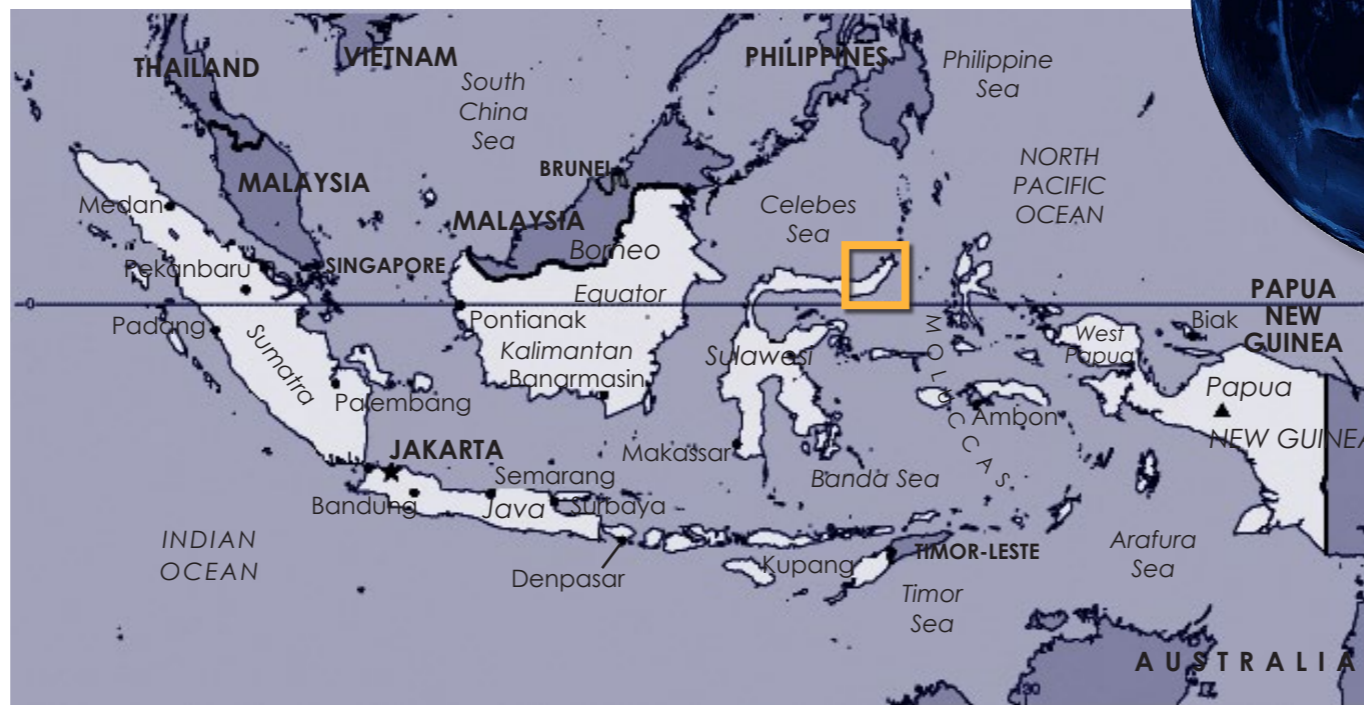 THAILAND
VIETNAM
South
China
Sea
PHILIPPINES
Philippine
Sea
NORTH
PACIFIC
OCEAN
BRUNEI
MALAYSIA
MALAYSIA
Medan
Borneo
Celebes
Sea
Pekanbaru
SINGAPORE
Equator
0
Padang
Sumatra
Pontianak
Kalimantan
Banarmasin
Sulawesi
MOLUCCAS
West
Papua
Biak
PAPUA
NEW
GUINEA
Palembang
Ambon
Papua
NEW GUINEA
Makassar
Banda Sea
JAKARTA
Semarang
Bandung
Java
Surbaya
INDIAN
OCEAN
Denpasar
Kupang
TIMOR-LESTE
Timor
Sea
Arafura
Sea
AUSTRALIA
130